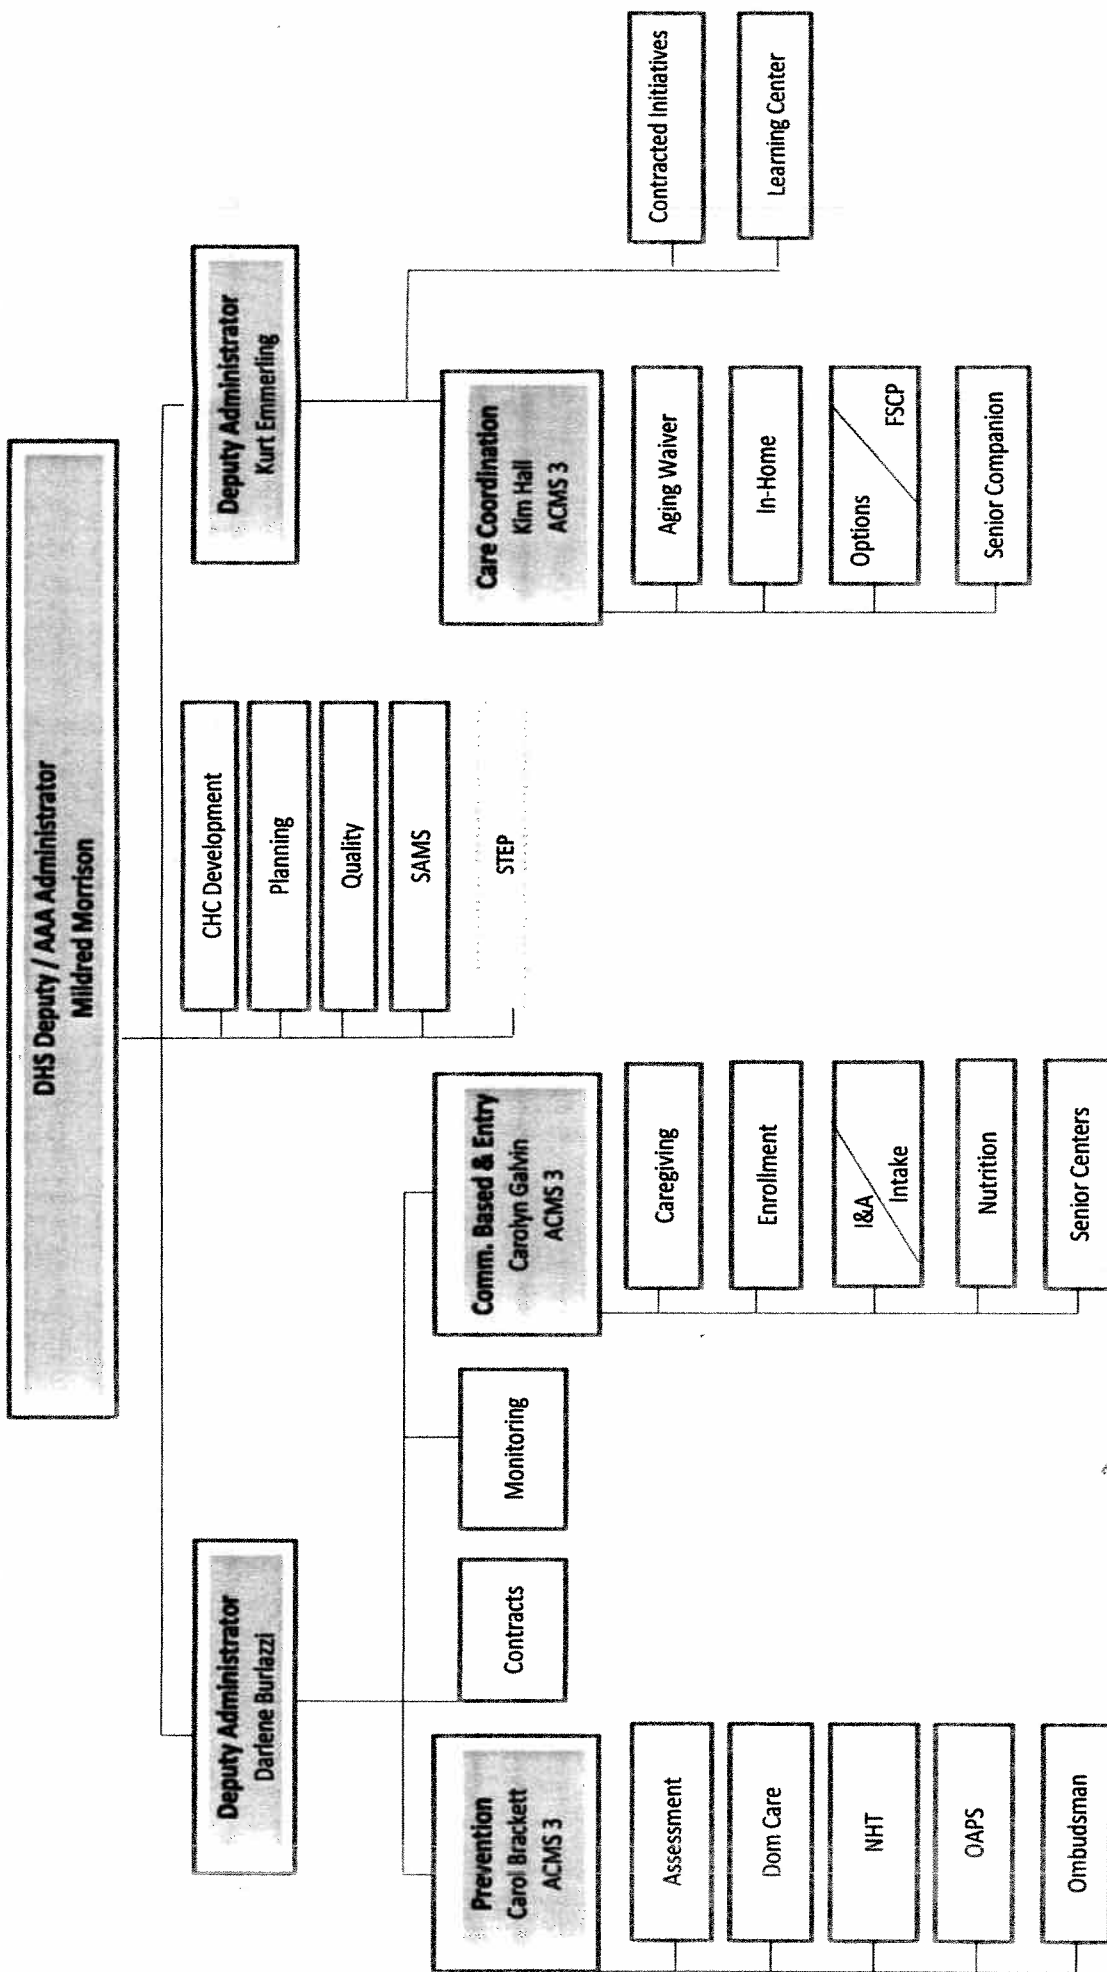 DHS Deputy / AAA Administrator
Mildred Morrison
Deputy Administrator
Darlene Burlazzi
Deputy Administrator
Kurt Emmerling
CHC Development
Planning
Quality
SAMS
STEP
Prevention
Carol Brackett
ACMS 3
Contracts
Monitoring
Comm. Based & Entry
Carolyn Galvin
ACMS 3
Care Coordination
Kim Hall
ACMS 3
Contracted Initiatives
Learning Center
Assessment
Dom Care
NHT
OAPS
Ombudsman
Caregiving
Enrollment
I&A
Intake
Nutrition
Senior Centers
Aging Waiver
In-Home
Options
FSCP
Senior Companion